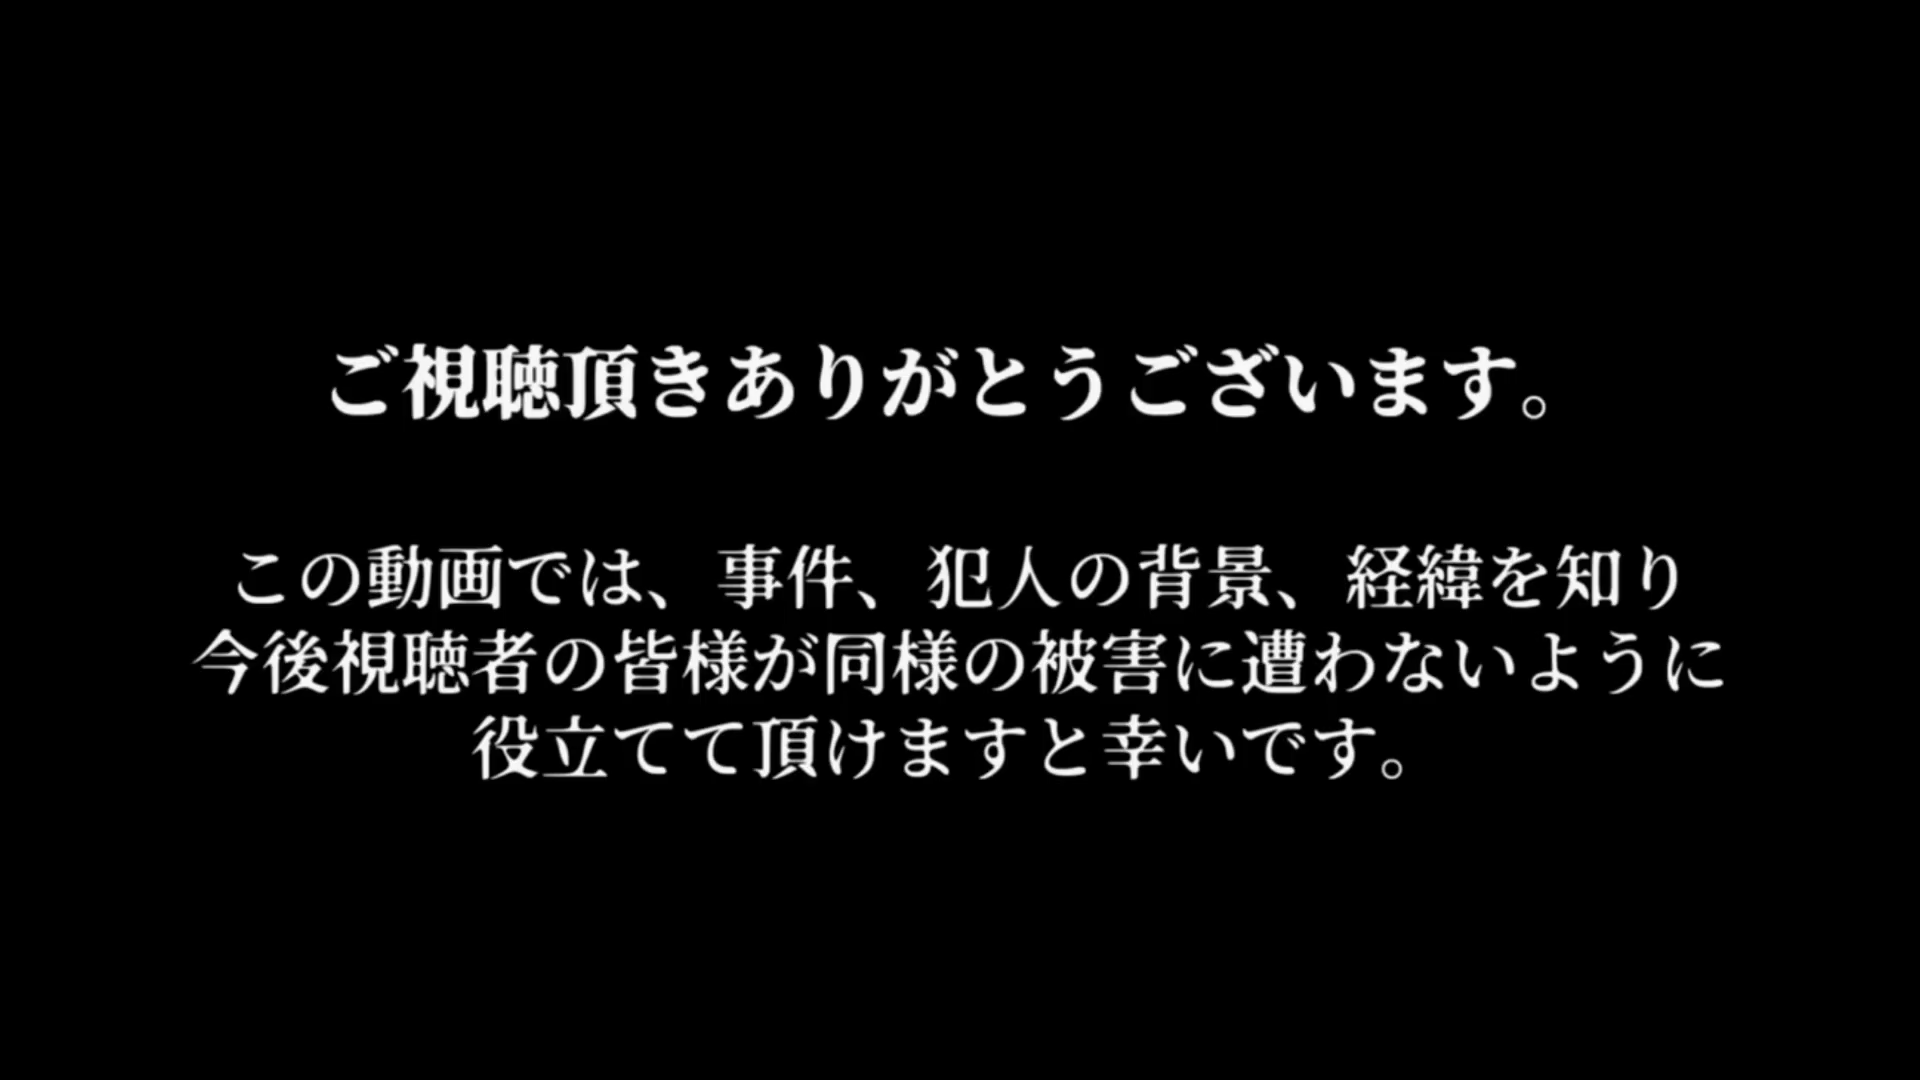 ご視聴頂きありがとうございます。
この動画では、事件、犯人の背景、経緯を知り
今後視聴者の皆様が同様の被害に遭わないように
役立てて頂けますと幸いです。